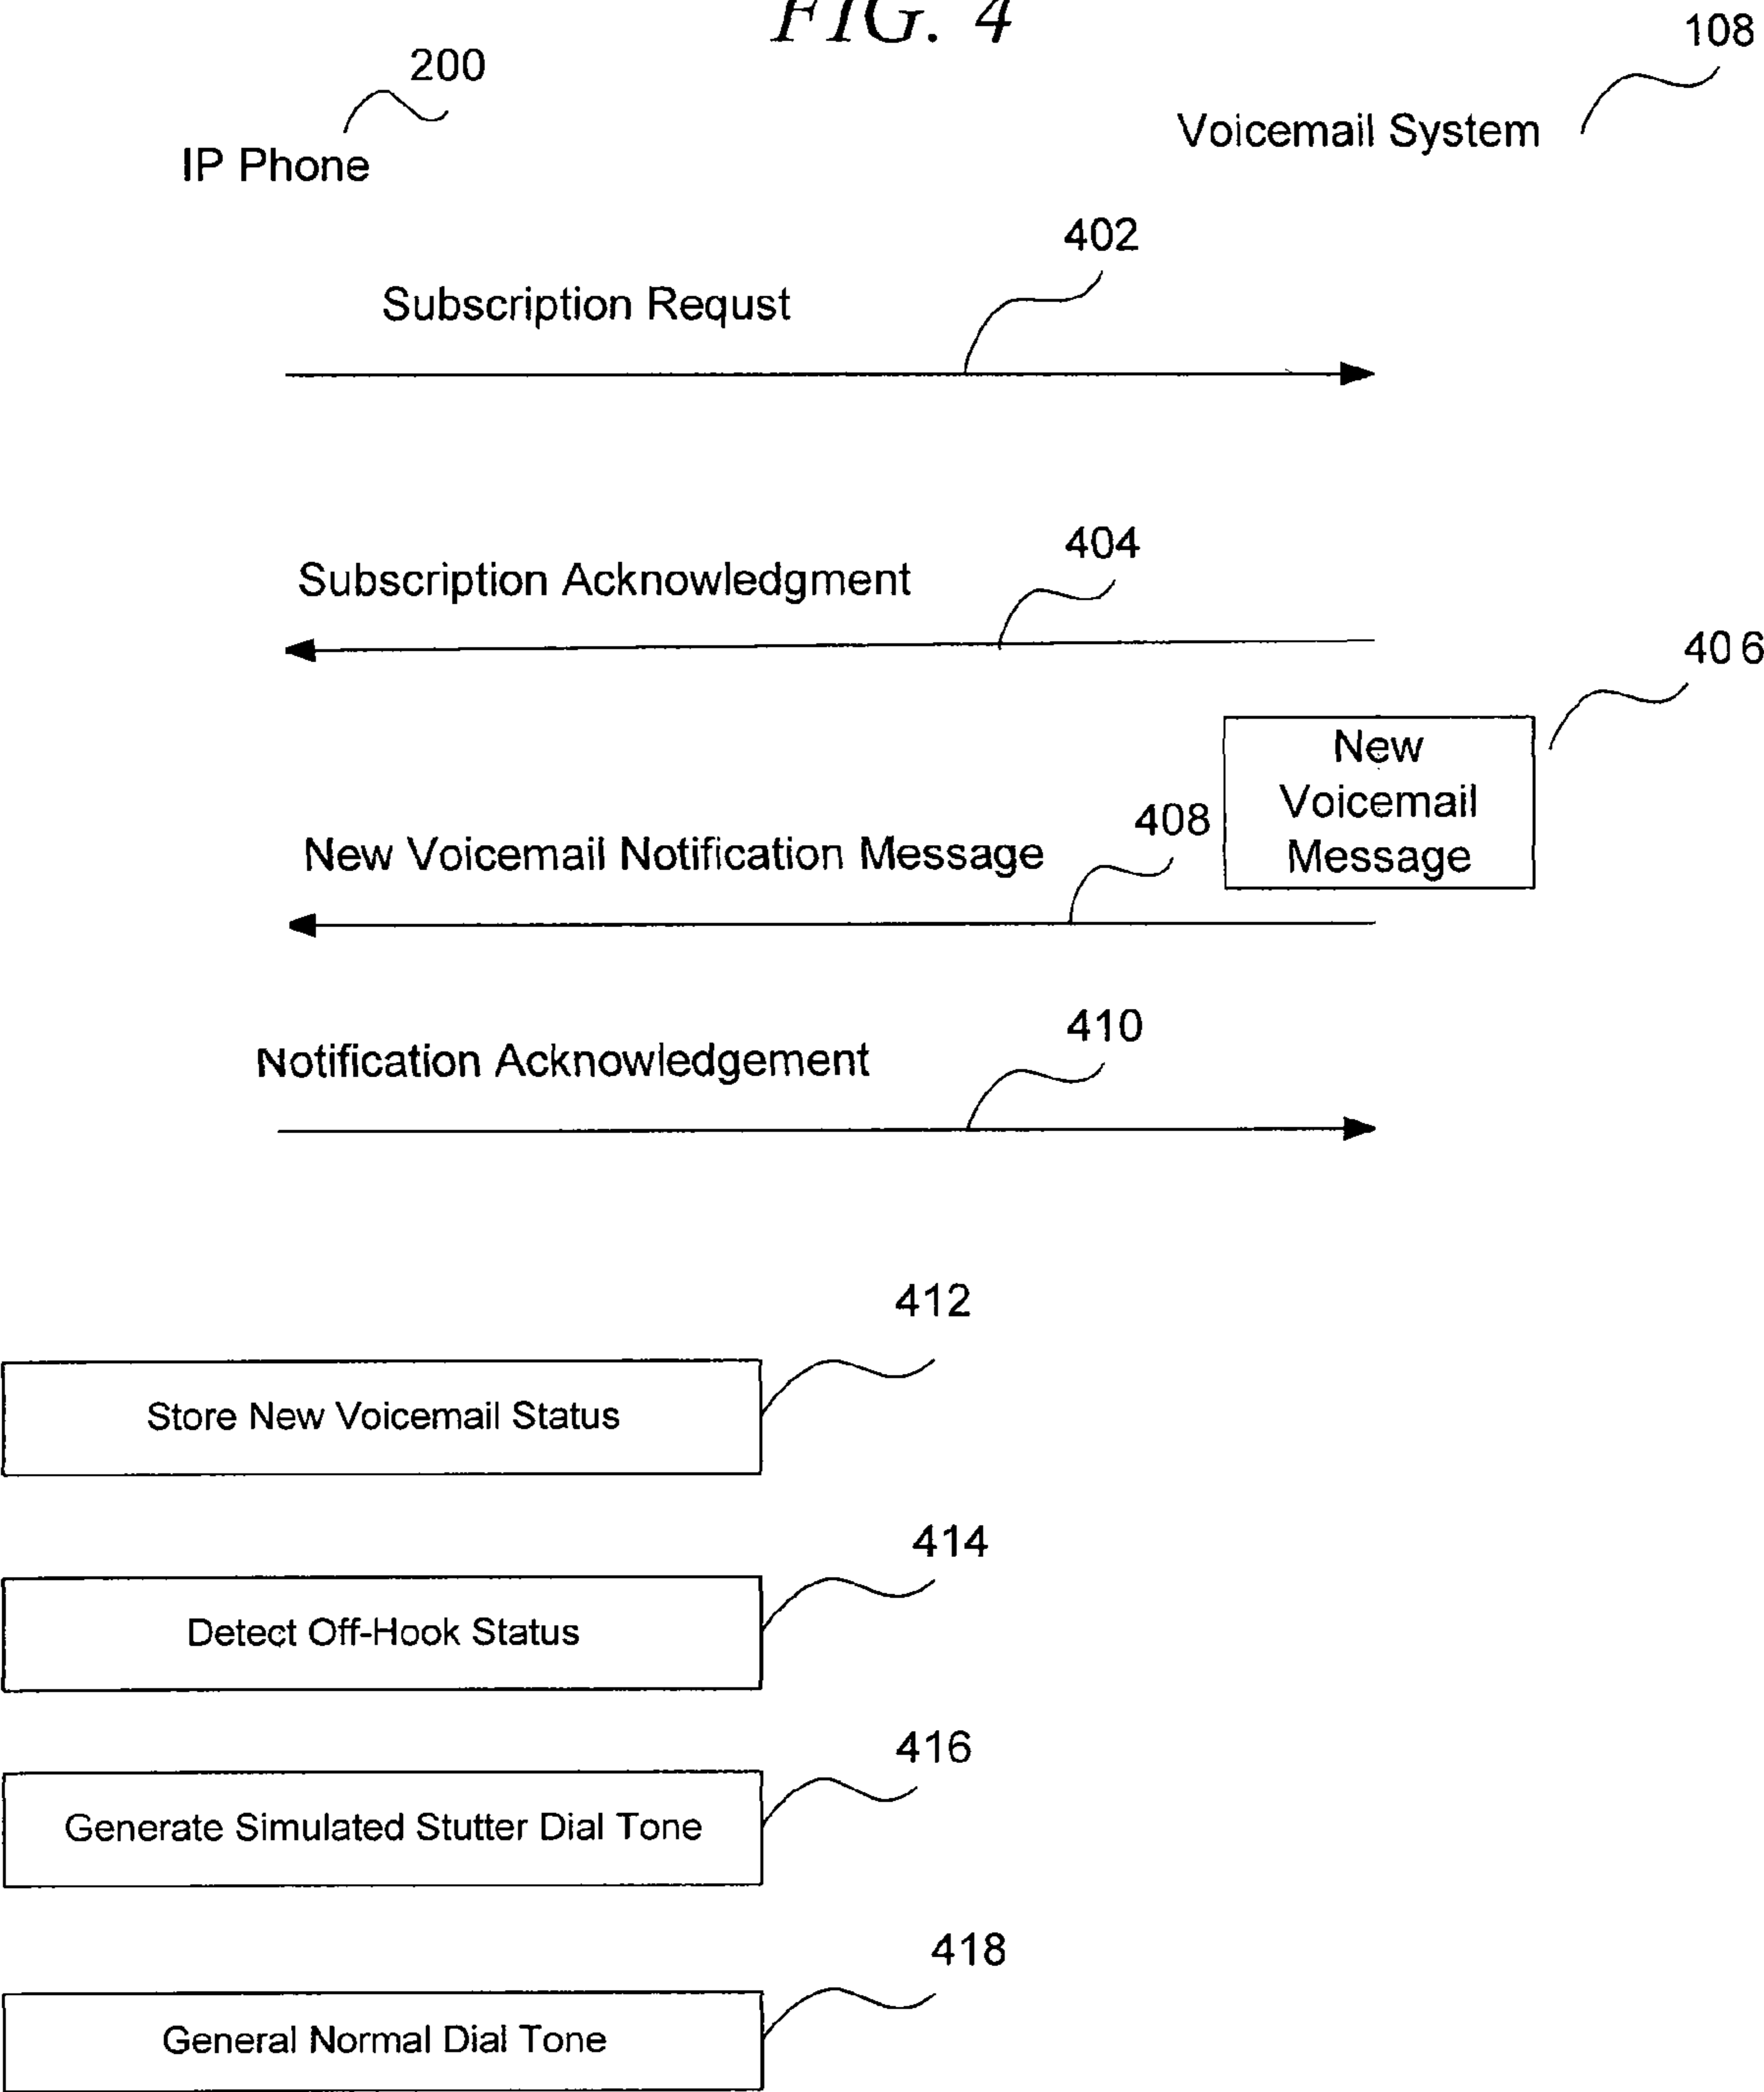 FIG. 4
108
200
Voicemail System
IP Phone
402
Subscription Requst
404
Subscription Acknowledgment
406
New
Voicemail
Message
408
New Voicemail Notification Message
410
Notification Acknowledgement
412
Store New Voicemail Status
414
Detect Off-Hook Status
416
Generate Simulated Stutter Dial Tone
418
General Normal Dial Tone